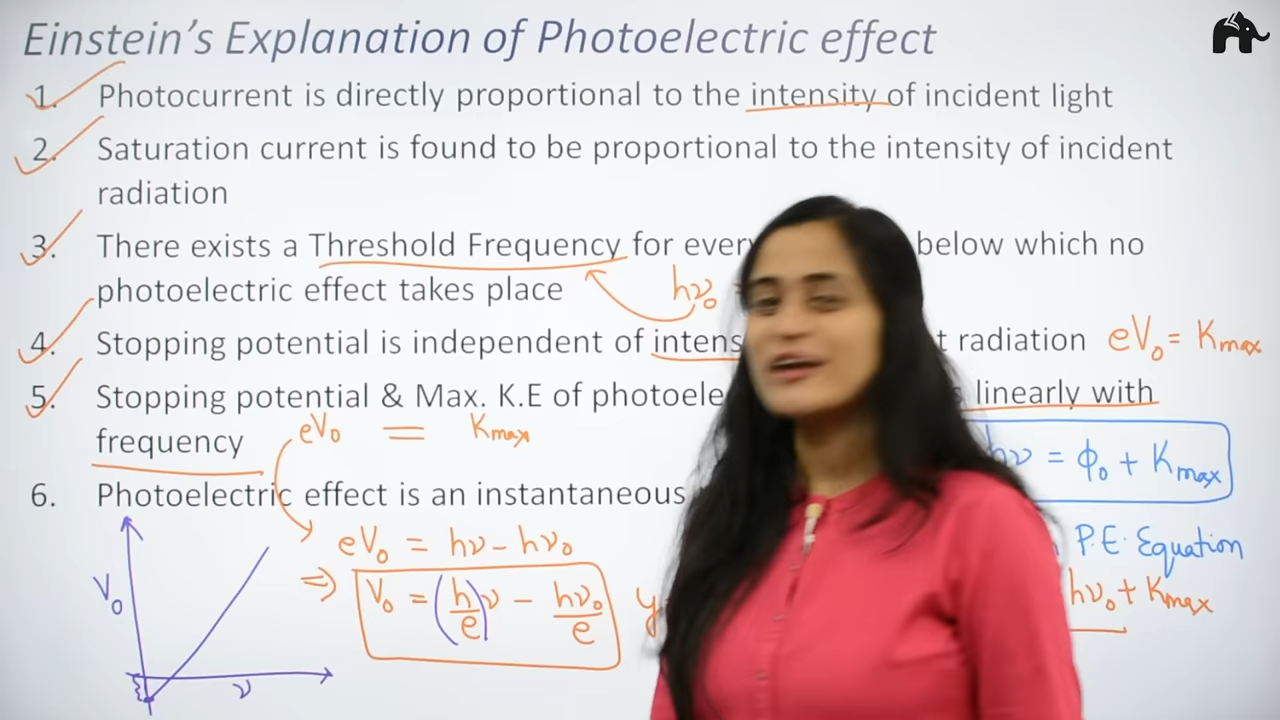 Einstein's Explanation of Photoelectric effect
1. Photocurrent is directly proportional to the intensity of incident light
2. Saturation current is found to be proportional to the intensity of incident
radiation
3. There exists a Threshold Frequency for below which no
photoelectric effect takes place
hν₀
4. Stopping potential is independent of radiation eV₀ = Kmax
5. Stopping potential & Max. K.E of linearly with
frequency eV₀ = Kmax
hν = ϕ₀ + Kmax
6. Photoelectric effect is an instantaneous
eV₀ = hν - hν₀
P.E. Equation
⇒ V₀ = (h/e)ν - hν₀/e y
hν₀ + Kmax
V₀
ν